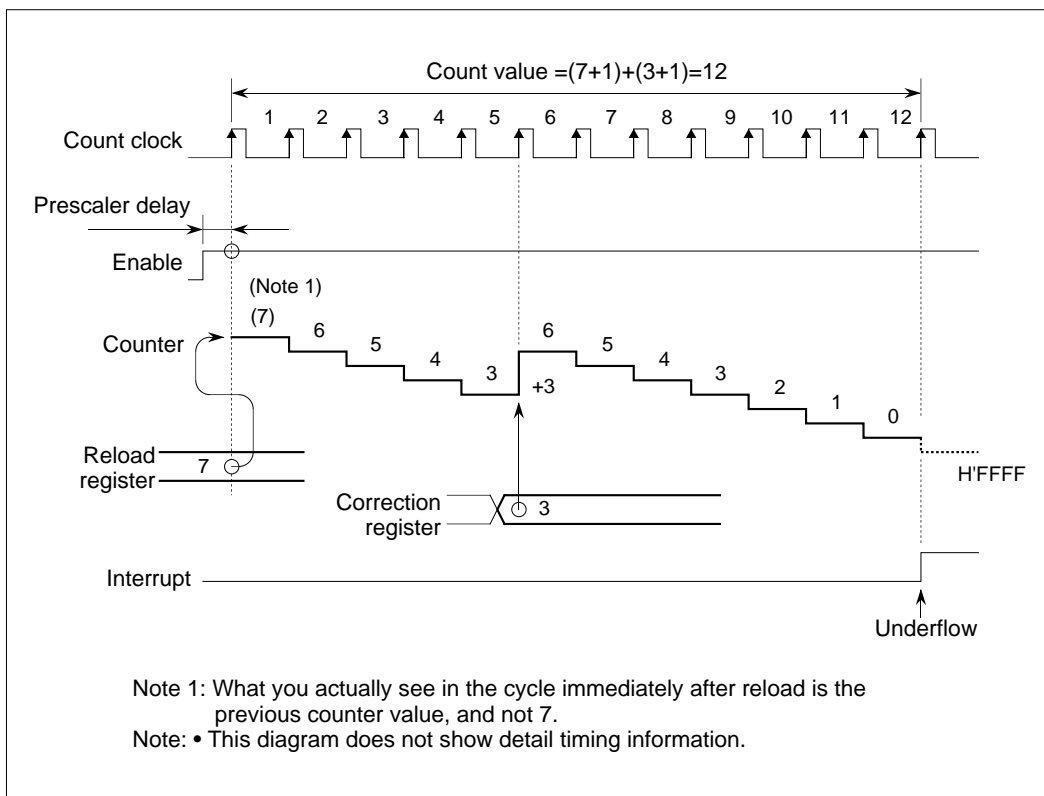 Count value =(7+1)+(3+1)=12
1 2 3 4 5 6 7 8 9 10 11 12
Count clock
Prescaler delay
Enable
(Note 1)
(7) 6 5 4 3 6 5 4 3 2 1 0
Counter
+3
Reload
register
7
H'FFFF
Correction
register
3
Interrupt
Underflow
Note 1: What you actually see in the cycle immediately after reload is the
previous counter value, and not 7.
Note: • This diagram does not show detail timing information.